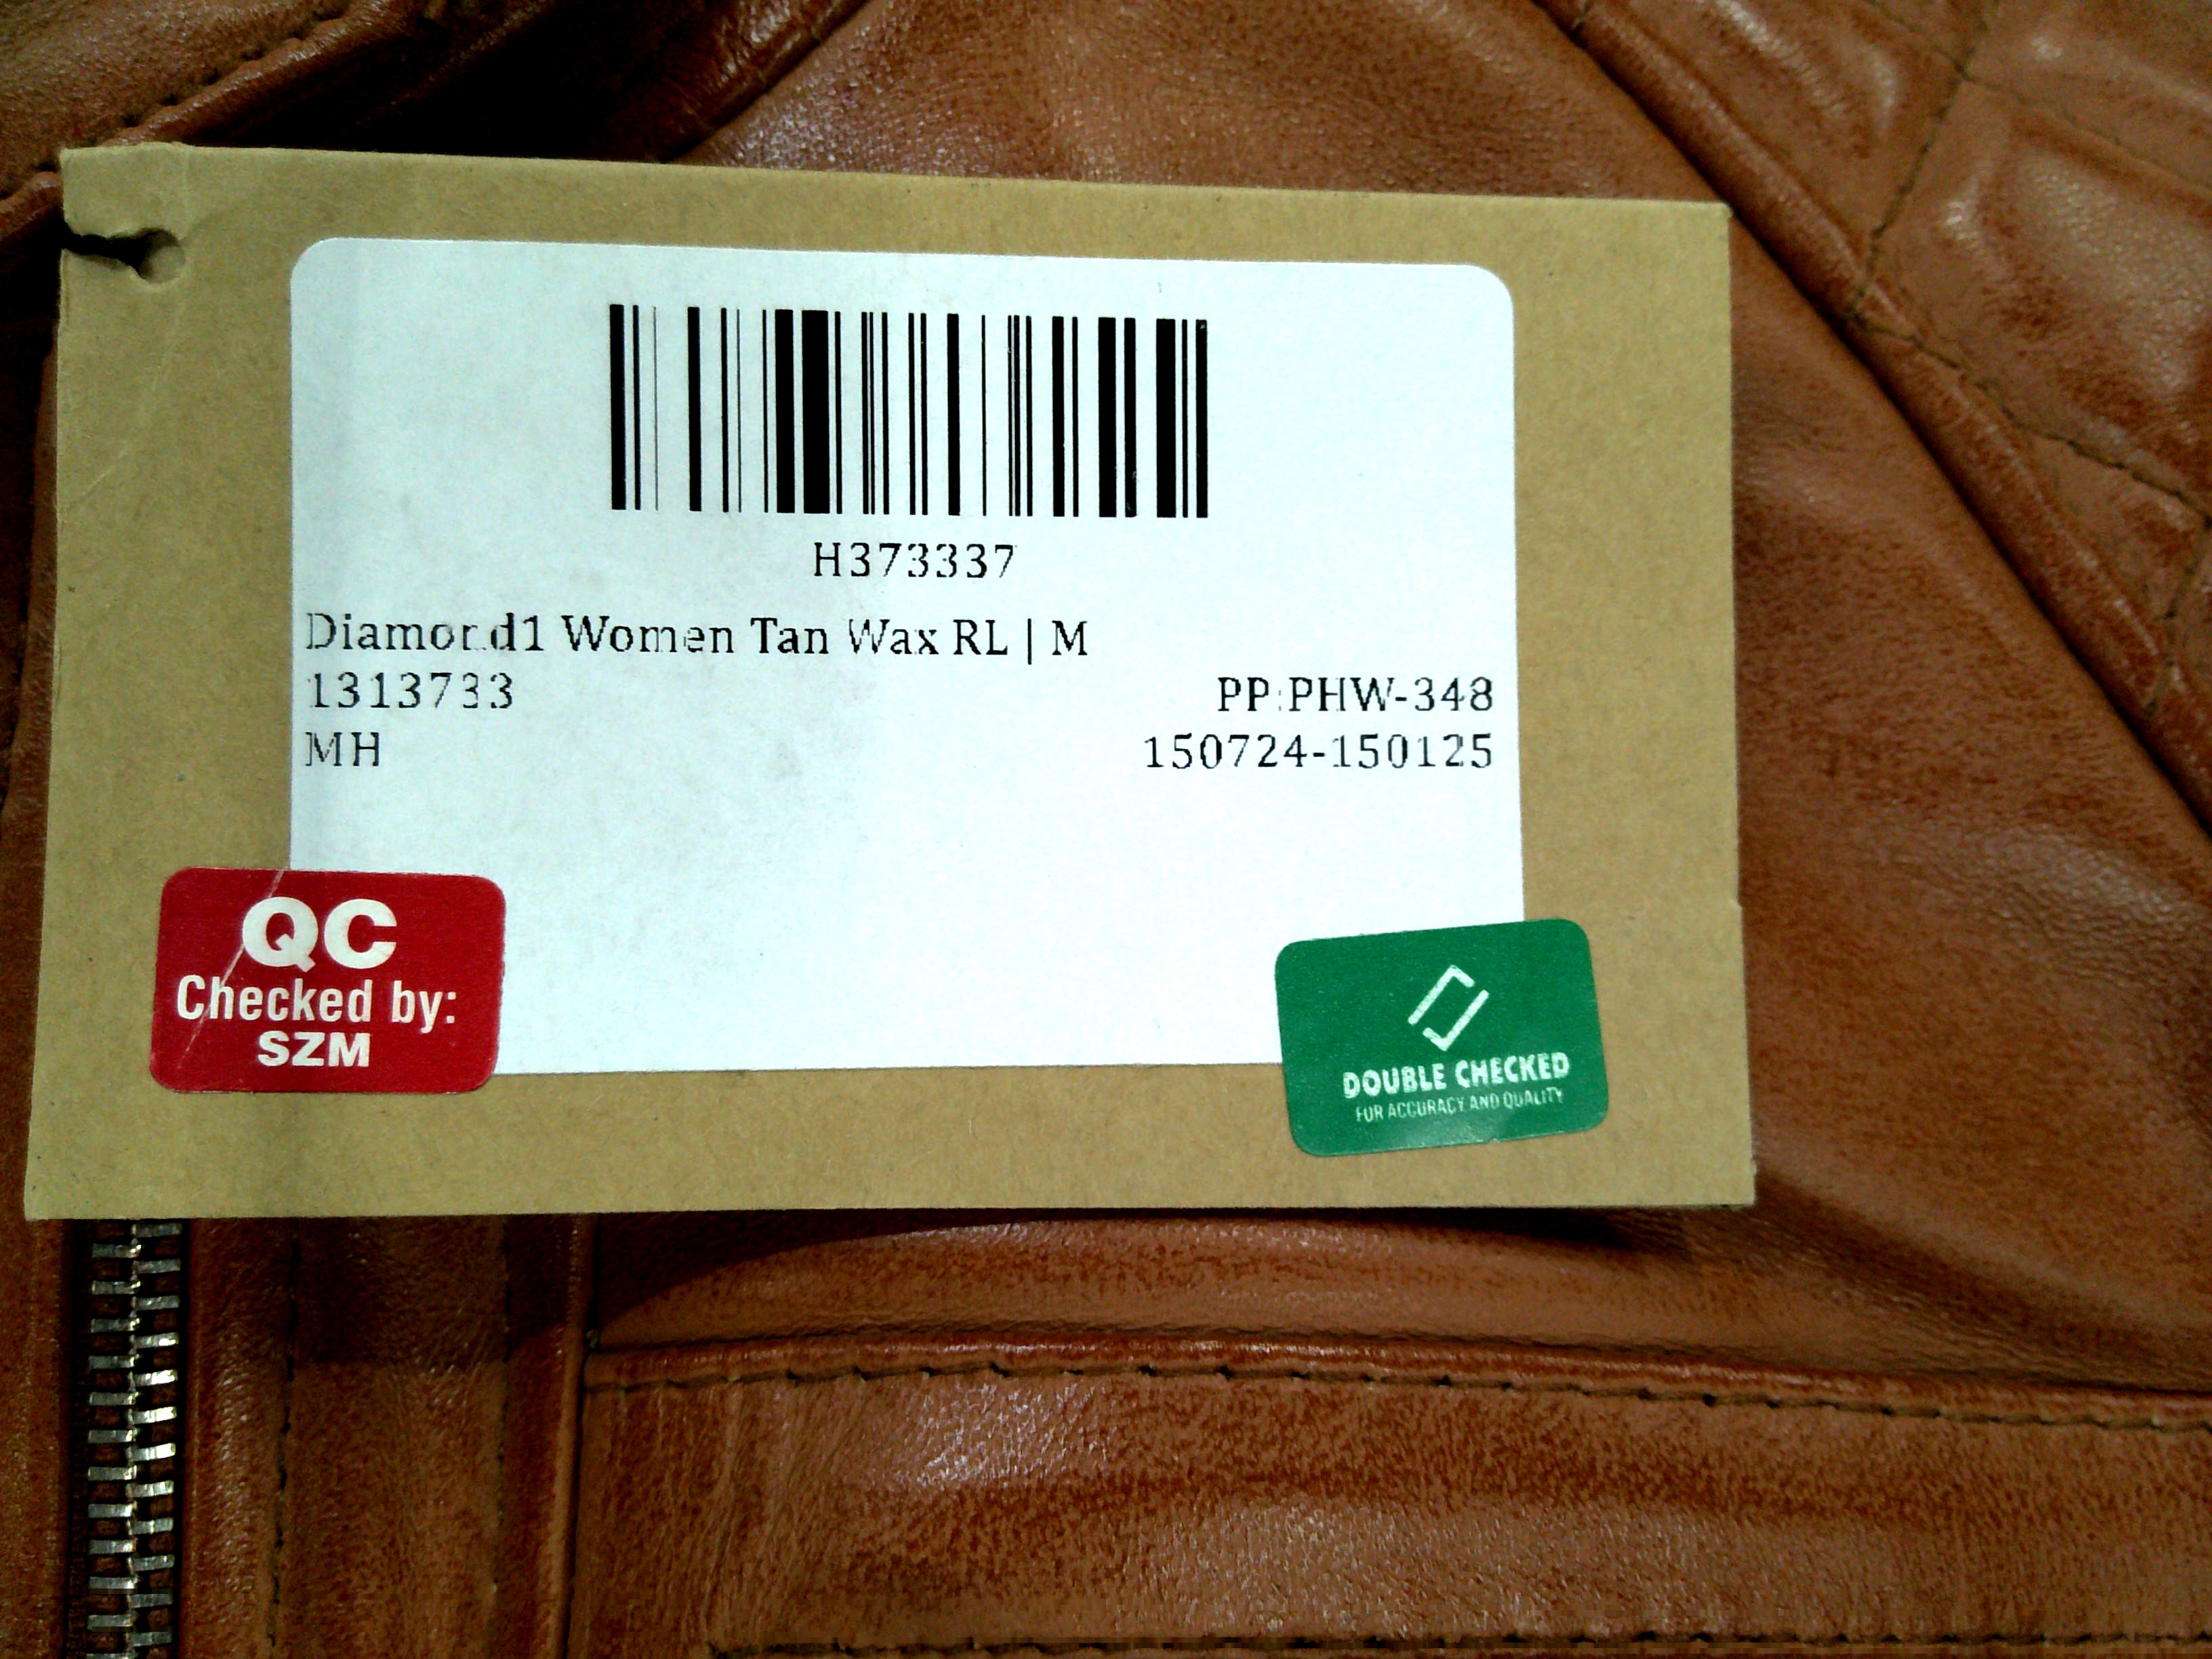 H373337
Diamond1 Women Tan Wax RL | M
1313733
PP:PHW-348
MH
150724-150125
QC
Checked by:
SZM
DOUBLE CHECKED
FOR ACCURACY AND QUALITY